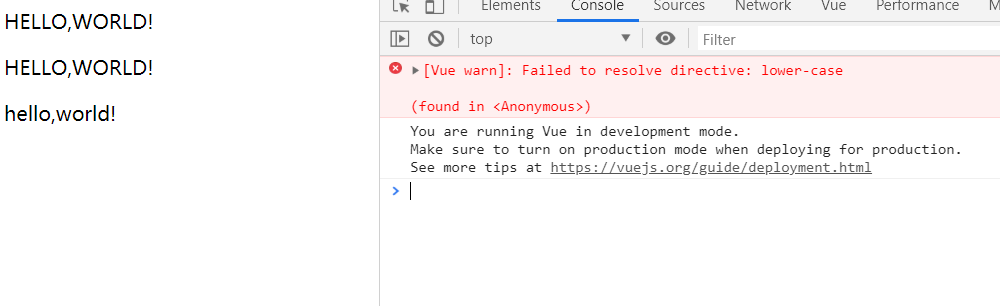 HELLO,WORLD!
HELLO,WORLD!
hello,world!
Elements Console Sources Network Vue Performance
top Filter
[Vue warn]: Failed to resolve directive: lower-case
(found in <Anonymous>)
You are running Vue in development mode.
Make sure to turn on production mode when deploying for production.
See more tips at https://vuejs.org/guide/deployment.html